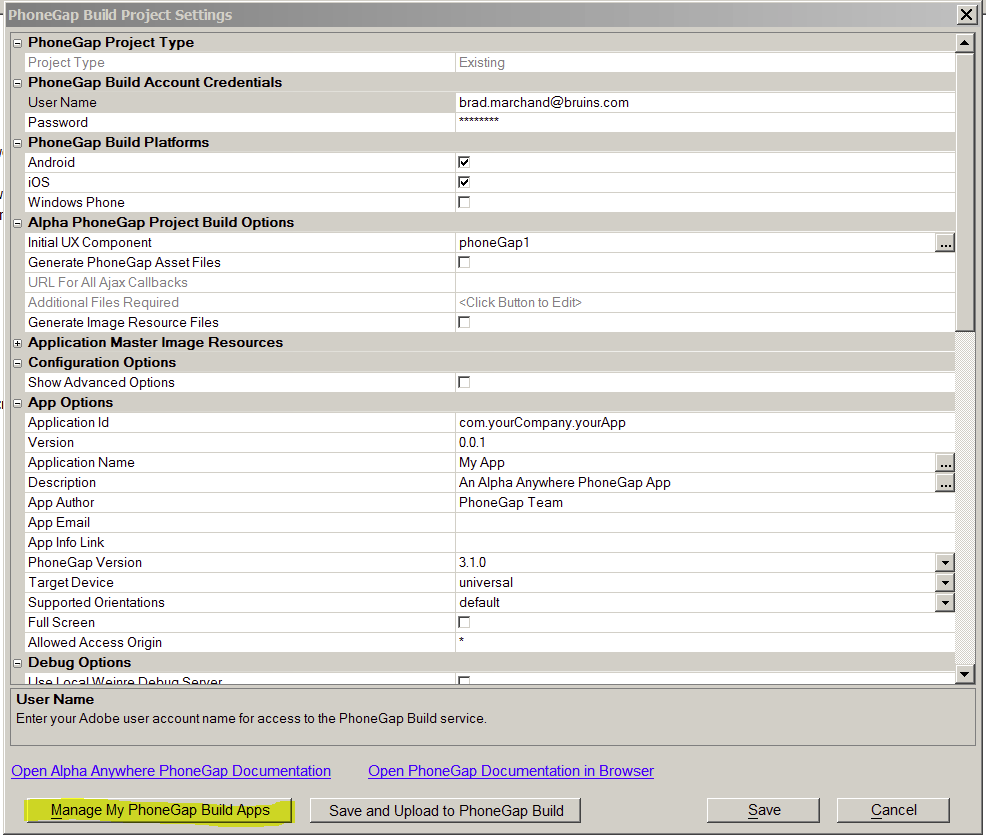 PhoneGap Build Project Settings
PhoneGap Project Type
Project Type Existing
PhoneGap Build Account Credentials
User Name brad.marchand@bruins.com
Password ********
PhoneGap Build Platforms
Android
iOS
Windows Phone
Alpha PhoneGap Project Build Options
Initial UX Component phoneGap1 ...
Generate PhoneGap Asset Files
URL For All Ajax Callbacks
Additional Files Required <Click Button to Edit>
Generate Image Resource Files
Application Master Image Resources
Configuration Options
Show Advanced Options
App Options
Application Id com.yourCompany.yourApp
Version 0.0.1
Application Name My App ...
Description An Alpha Anywhere PhoneGap App ...
App Author PhoneGap Team
App Email
App Info Link
PhoneGap Version 3.1.0
Target Device universal
Supported Orientations default
Full Screen
Allowed Access Origin *
Debug Options
Use Local Weinre Debug Server
User Name
Enter your Adobe user account name for access to the PhoneGap Build service.
Open Alpha Anywhere PhoneGap Documentation Open PhoneGap Documentation in Browser
Manage My PhoneGap Build Apps Save and Upload to PhoneGap Build Save Cancel